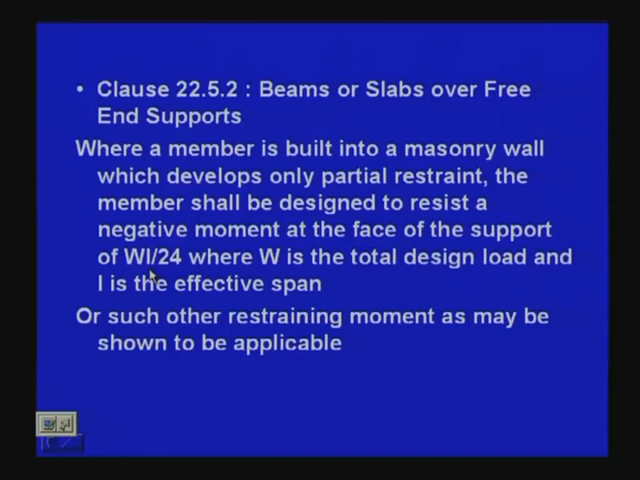 • Clause 22.5.2 : Beams or Slabs over Free
End Supports
Where a member is built into a masonry wall
which develops only partial restraint, the
member shall be designed to resist a
negative moment at the face of the support
of Wl/24 where W is the total design load and
l is the effective span
Or such other restraining moment as may be
shown to be applicable